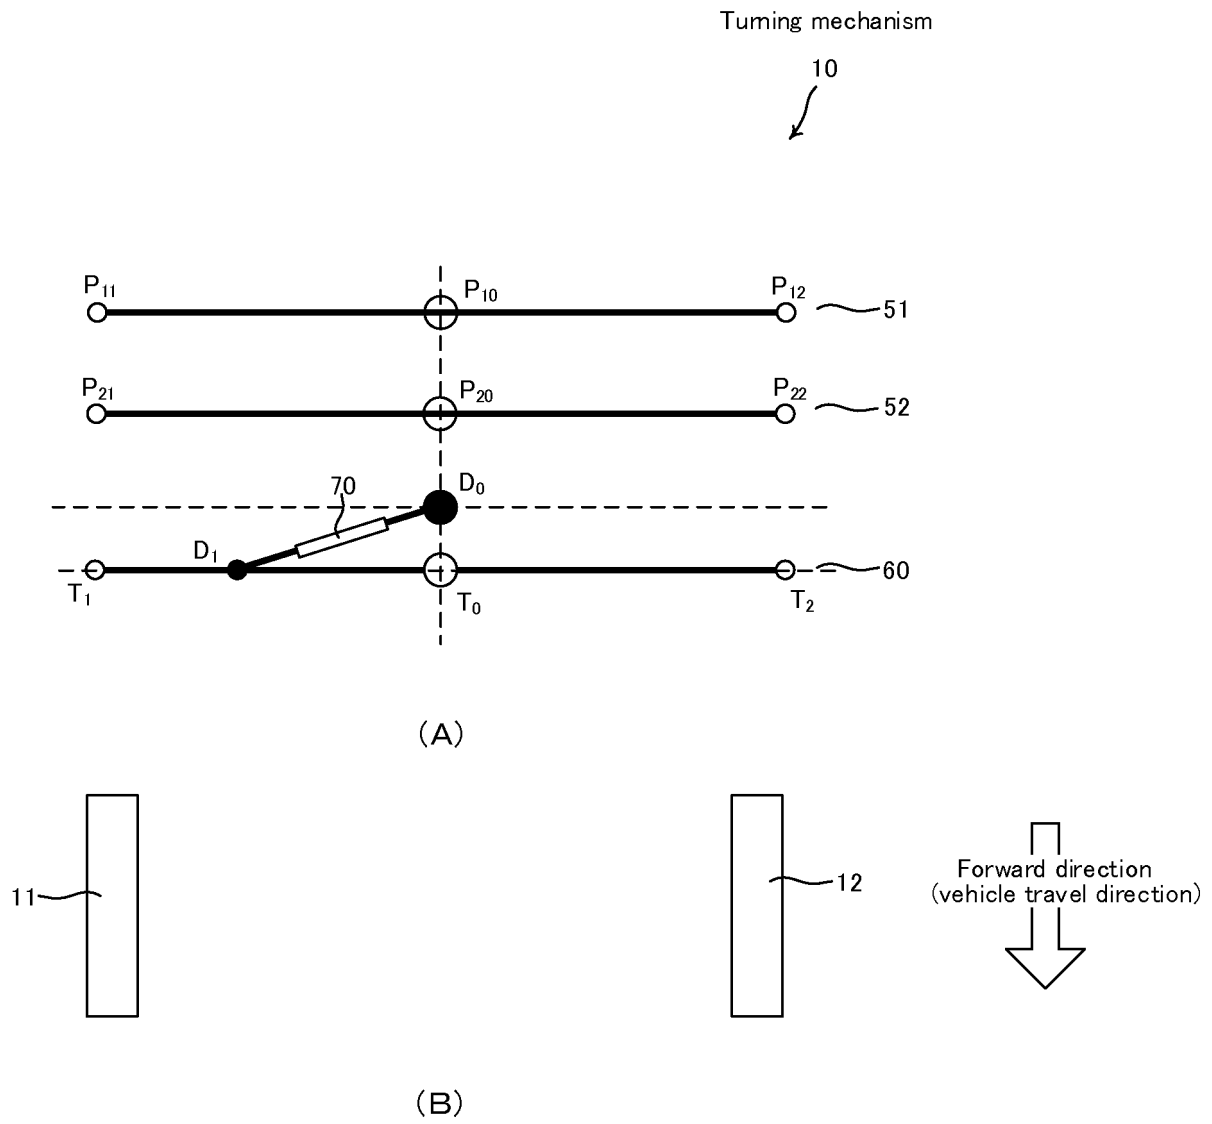 Turning mechanism
10
P11
P10
P12
51
P21
P20
P22
52
70
D0
D1
60
T1
T0
T2
(A)
11
12
Forward direction
(vehicle travel direction)
(B)